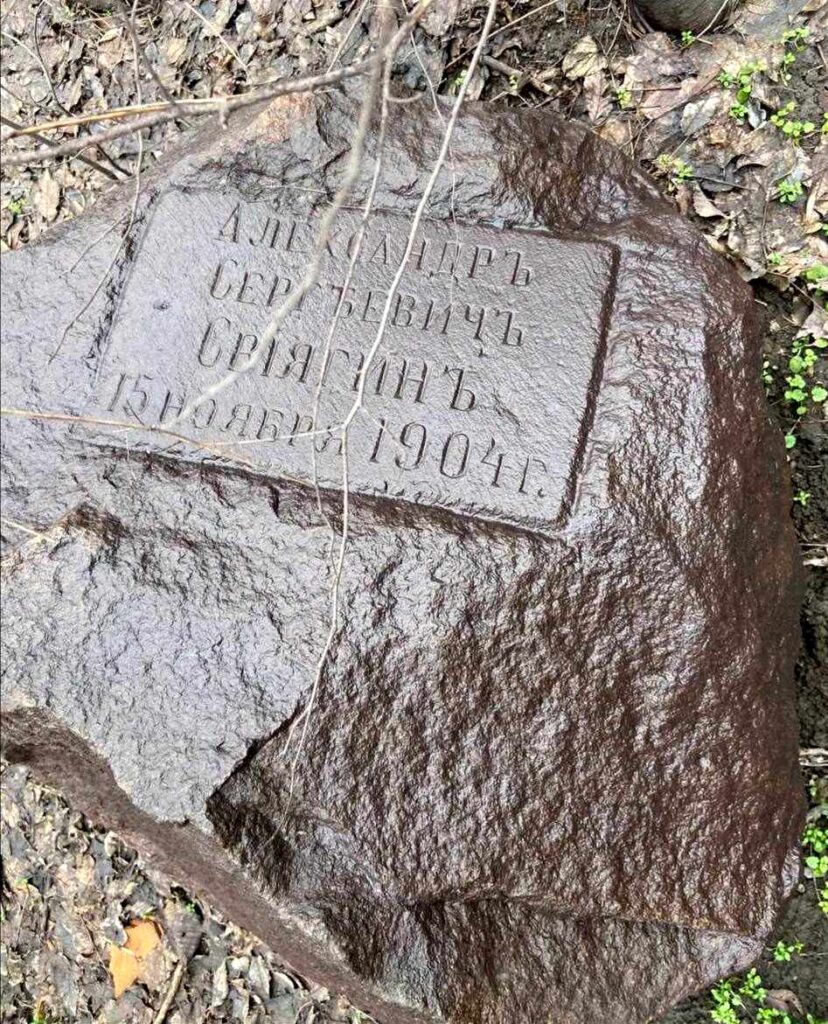 АЛЕКСАНДРЪ
СЕРГѢЕВИЧЪ
СВІЯГИНЪ
15 НОЯБРЯ 1904 Г.